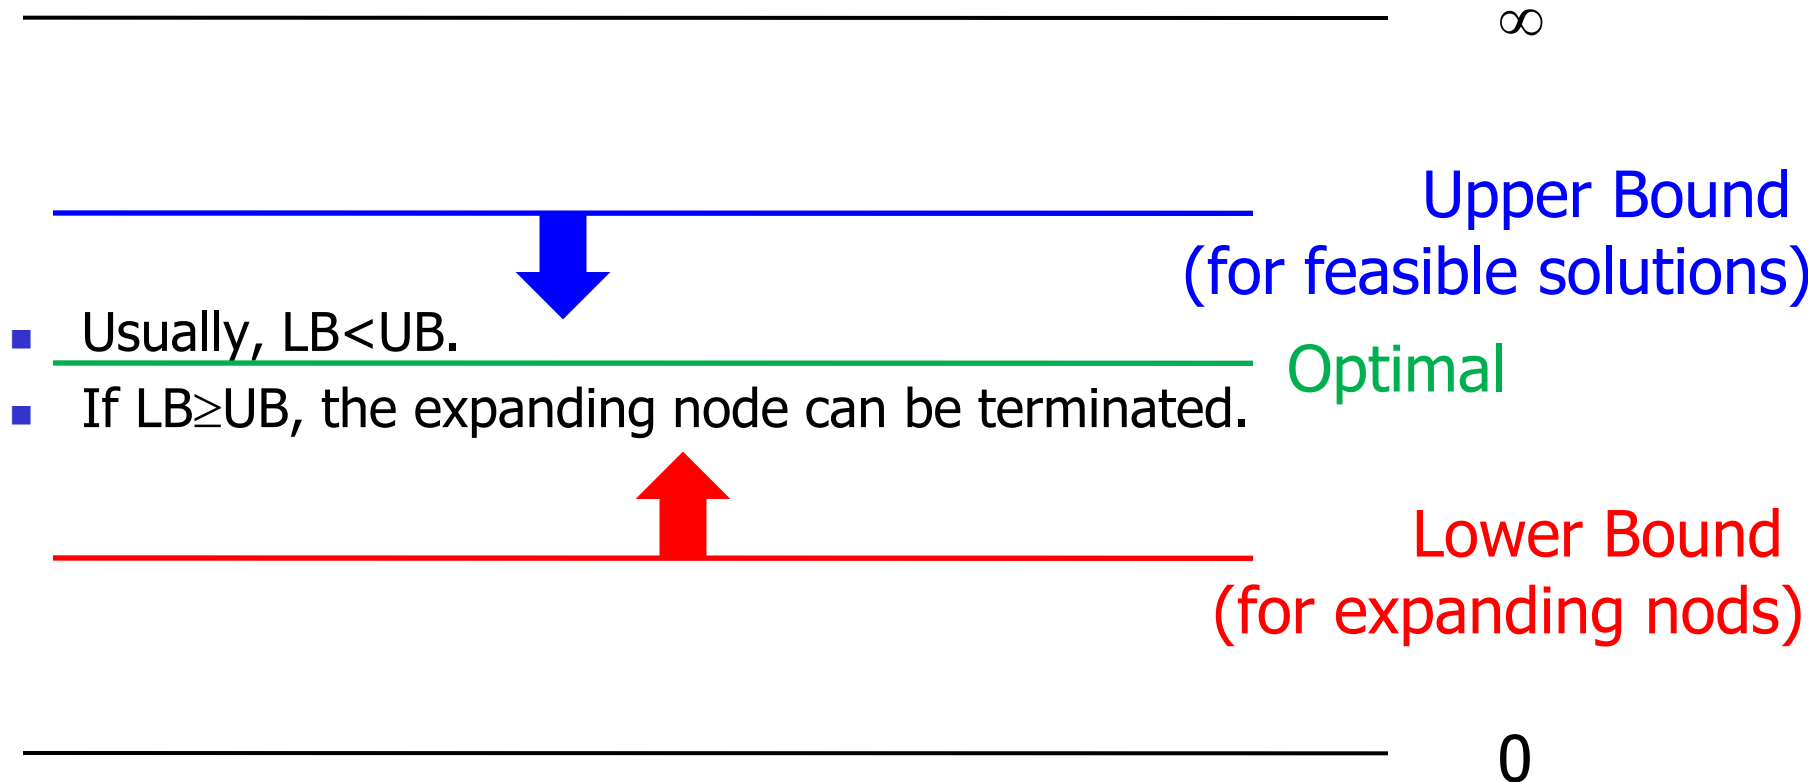 ∞
Upper Bound
(for feasible solutions)
▪ Usually, LB<UB.
Optimal
▪ If LB≥UB, the expanding node can be terminated.
Lower Bound
(for expanding nods)
0